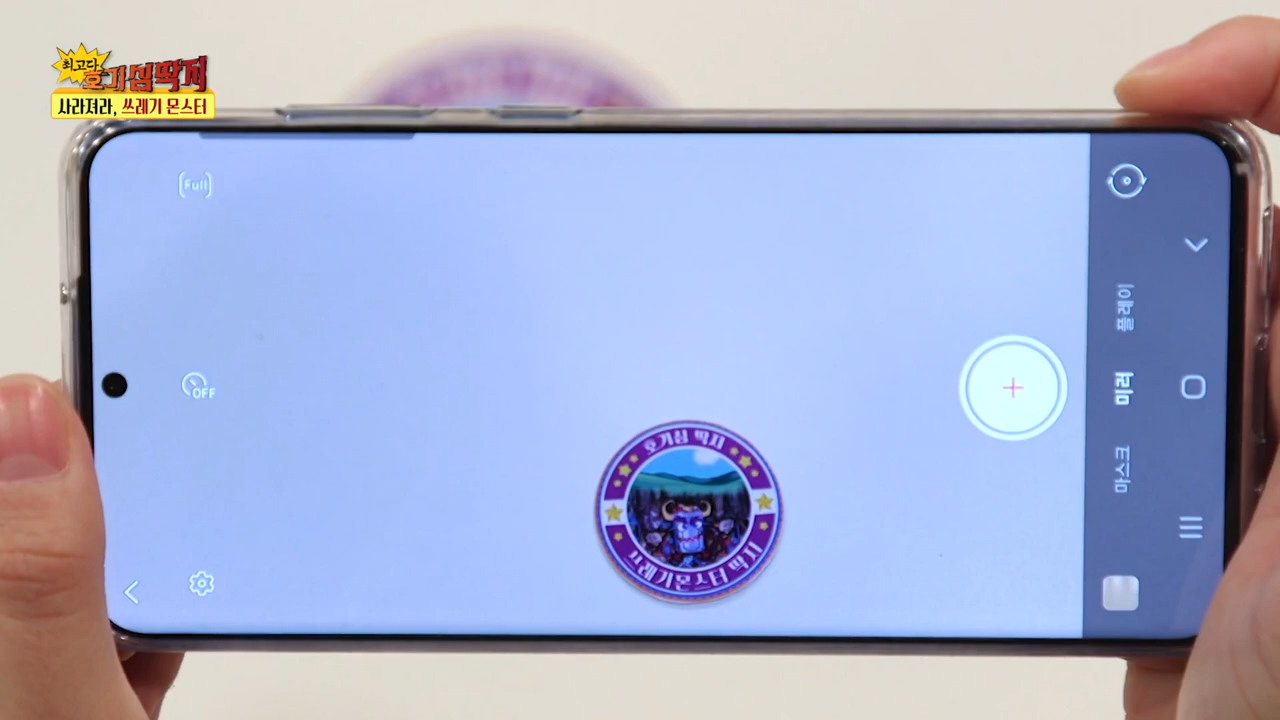 최고다
호기심 딱지
사라져라, 쓰레기 몬스터
[Full]
OFF
플레이
미러
마스크
호기심 딱지
쓰레기몬스터 딱지